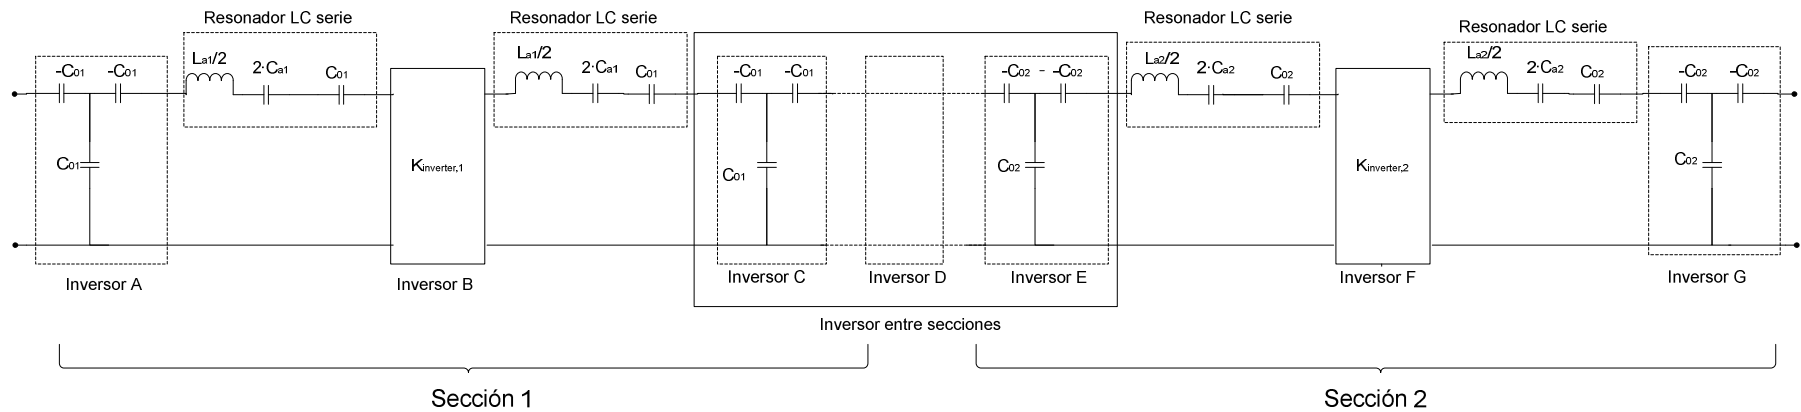 Resonador LC serie
Resonador LC serie
Resonador LC serie
Resonador LC serie
-C01 -C01
La1/2
2·Ca1
C01
La1/2
2·Ca1
C01
-C01 -C01
-C02 - -C02
La2/2
2·Ca2
C02
La2/2
2·Ca2
C02
-C02 -C02
C01
Kinverter,1
C01
C02
Kinverter,2
C02
Inversor A
Inversor B
Inversor C
Inversor D
Inversor E
Inversor F
Inversor G
Inversor entre secciones
Sección 1
Sección 2